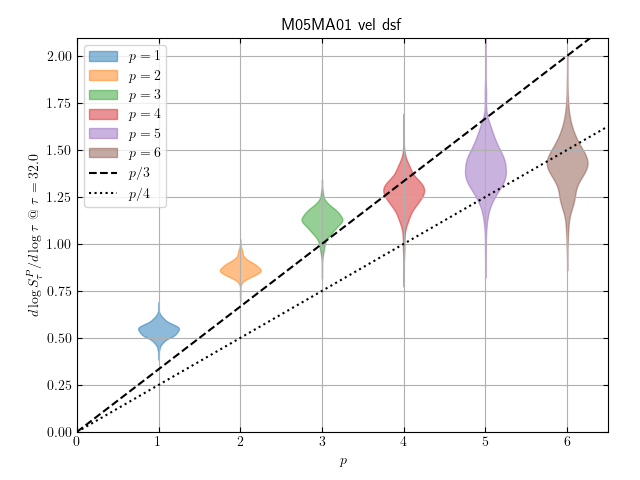 M05MA01 vel dsf
d log S_τ^P / d log τ @ τ = 32.0
2.00
1.75
1.50
1.25
1.00
0.75
0.50
0.25
0.00
p = 1
p = 2
p = 3
p = 4
p = 5
p = 6
p/3
p/4
0 1 2 3 4 5 6
p